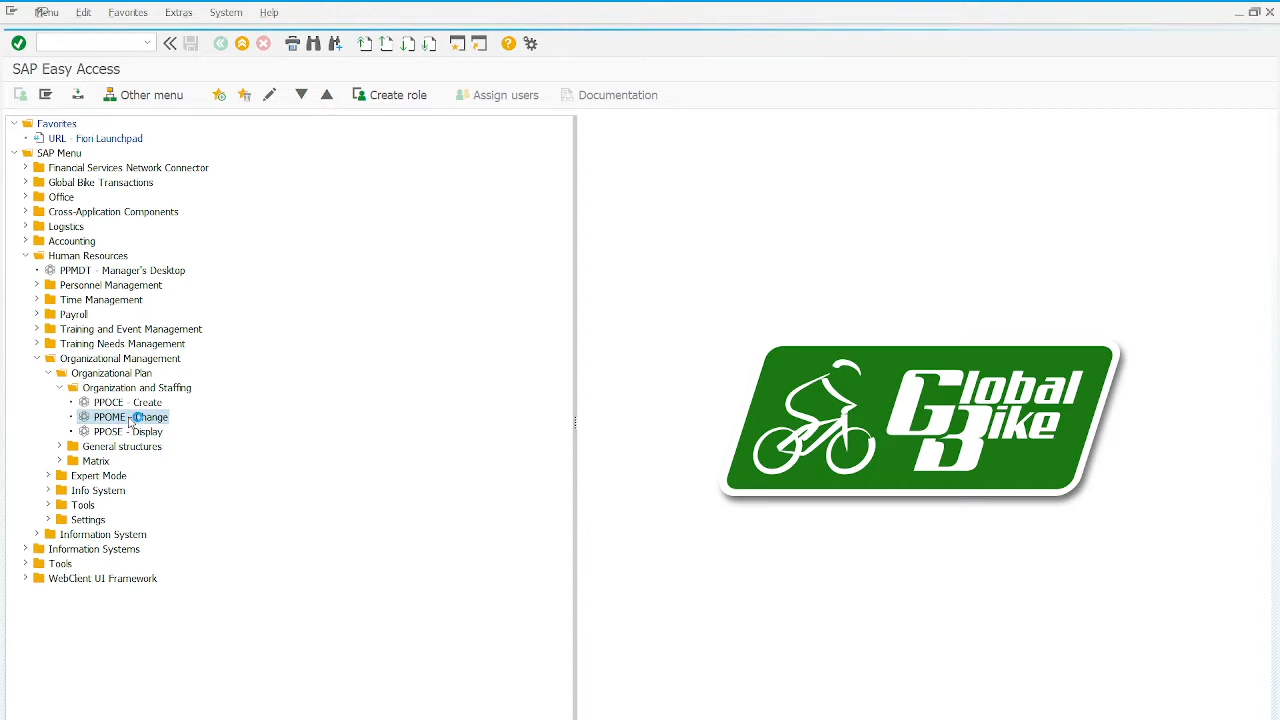 Menu Edit Favorites Extras System Help
SAP Easy Access
Other menu Create role Assign users Documentation
Favorites
URL - Fiori Launchpad
SAP Menu
Financial Services Network Connector
Global Bike Transactions
Office
Cross-Application Components
Logistics
Accounting
Human Resources
PPMDT - Manager's Desktop
Personnel Management
Time Management
Payroll
Training and Event Management
Training Needs Management
Organizational Management
Organizational Plan
Organization and Staffing
PPOCE - Create
PPOME - Change
PPOSE - Display
General structures
Matrix
Expert Mode
Info System
Tools
Settings
Information System
Information Systems
Tools
WebClient UI Framework
Global
Bike